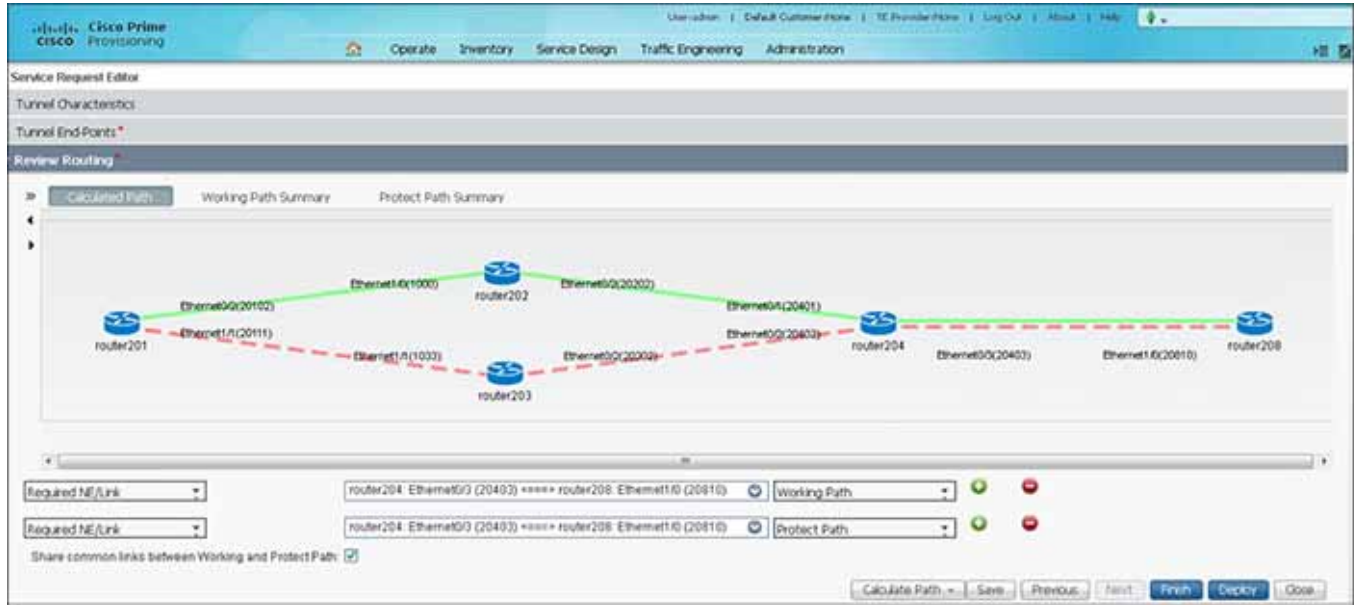 User:admin | Default Customer:None | TE Provider:None | Log Out | About | Help
Cisco Prime
CISCO Provisioning
Operate Inventory Service Design Traffic Engineering Administration
Service Request Editor
Tunnel Characteristics
Tunnel End-Points*
Review Routing*
Calculated Path Working Path Summary Protect Path Summary
Ethernet1/0(1000)
router202
Ethernet0/2(20202)
Ethernet0/0(20102)
Ethernet0/1(20401)
router201
Ethernet1/1(20111)
Ethernet1/1(1033)
router203
Ethernet0/2(20302)
router204
Ethernet0/3(20403)
Ethernet1/0(20810)
router208
Required NE/Link router204: Ethernet0/3 (20403) <===> router208: Ethernet1/0 (20810) Working Path
Required NE/Link router204: Ethernet0/3 (20403) <===> router208: Ethernet1/0 (20810) Protect Path
Share common links between Working and Protect Path:
Calculate Path Save Previous Next Finish Deploy Close